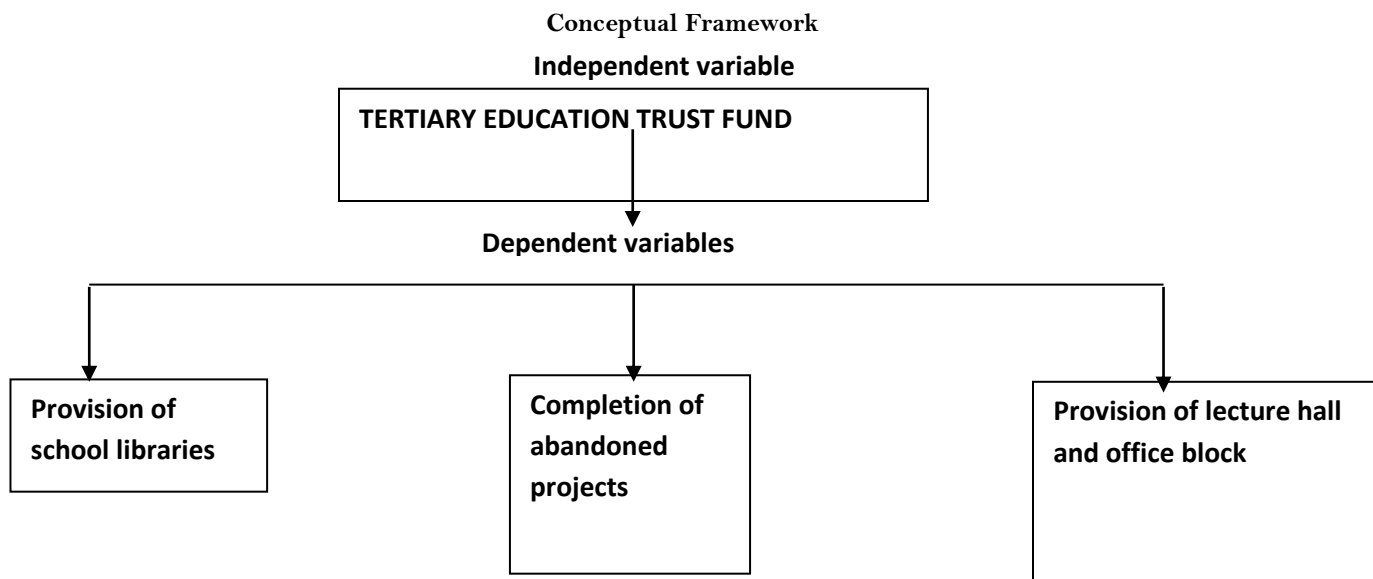 Conceptual Framework
Independent variable
TERTIARY EDUCATION TRUST FUND
Dependent variables
Provision of
school libraries
Completion of
abandoned
projects
Provision of lecture hall
and office block